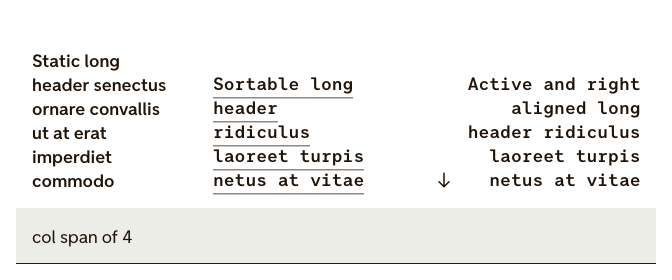 Static long
header senectus
ornare convallis
ut at erat
imperdiet
commodo
Sortable long
header
ridiculus
laoreet turpis
netus at vitae
↓
Active and right
aligned long
header ridiculus
laoreet turpis
netus at vitae
col span of 4